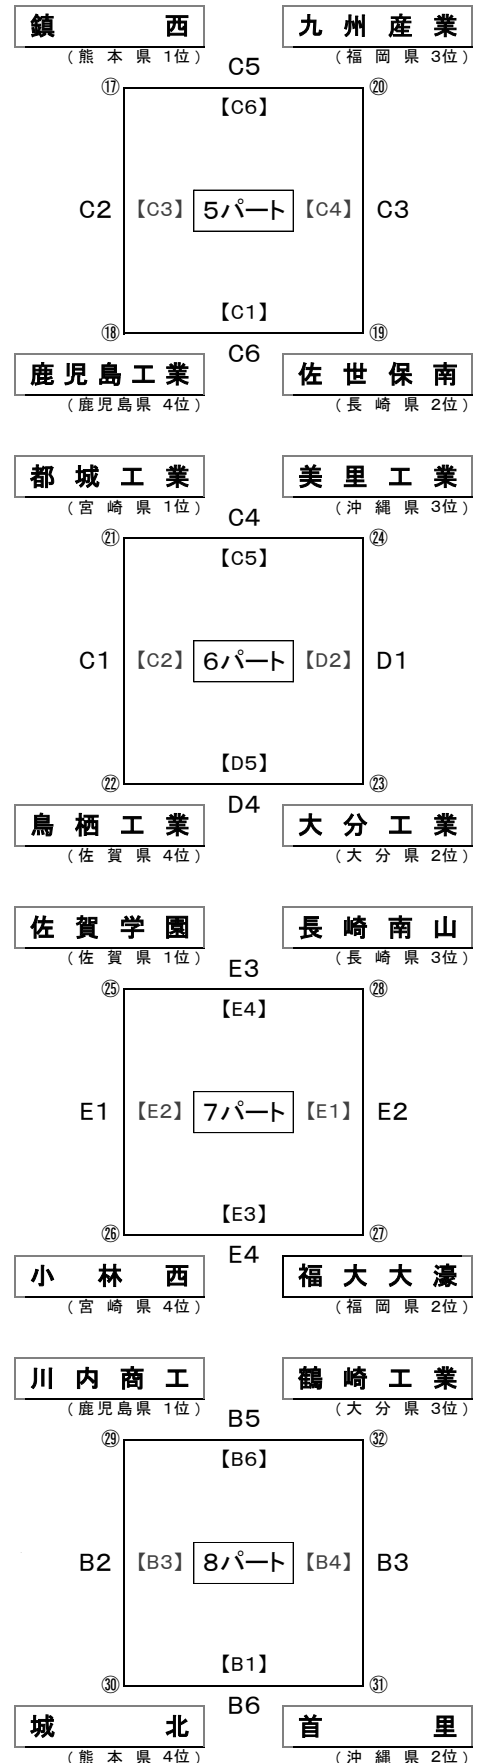 鎮西 九州産業
(熊本県 1位) (福岡県 3位)
C5
⑰ ⑳
【C6】
C2 【C3】 5パート 【C4】 C3
【C1】
⑱ ⑲
C6
鹿児島工業 佐世保南
(鹿児島県 4位) (長崎県 2位)
都城工業 美里工業
(宮崎県 1位) (沖縄県 3位)
C4
㉑ ㉔
【C5】
C1 【C2】 6パート 【D2】 D1
【D5】
㉒ ㉓
D4
鳥栖工業 大分工業
(佐賀県 4位) (大分県 2位)
佐賀学園 長崎南山
(佐賀県 1位) (長崎県 3位)
E3
㉕ ㉘
【E4】
E1 【E2】 7パート 【E1】 E2
【E3】
㉖ ㉗
E4
小林西 福大大濠
(宮崎県 4位) (福岡県 2位)
川内商工 鶴崎工業
(鹿児島県 1位) (大分県 3位)
B5
㉙ ㉜
【B6】
B2 【B3】 8パート 【B4】 B3
【B1】
㉚ ㉛
B6
城北 首里
(熊本県 4位) (沖縄県 2位)